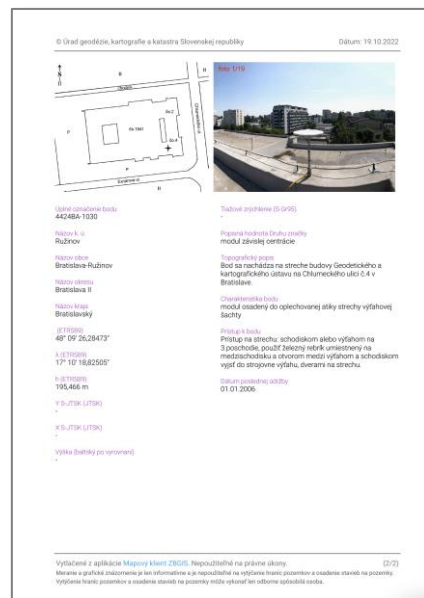 © Úrad geodézie, kartografie a katastra Slovenskej republiky
Dátum: 19.10.2022
Úplné označenie bodu
4424BA-1030
Názov k. ú.
Ružinov
Názov obce
Bratislava-Ružinov
Názov okresu
Bratislava II
Názov kraja
Bratislavský
(ETRS89)
48° 09' 26,28473"
λ (ETRS89)
17° 10' 18,82505"
h (ETRS89)
195,466 m
Y S-JTSK (JTSK)
-
X S-JTSK (JTSK)
-
Výška (baltský po vyrovnaní)
-
Tiažové zrýchlenie (S-Gr95)
-
Popisná hodnota Druhu značky
modul závislej centrácie
Topografický popis
Bod sa nachádza na streche budovy Geodetického a
kartografického ústavu na Chlumeckého ulici č.4 v
Bratislave.
Charakteristika bodu
modul osadený do oplechovanej atiky strechy výťahovej
šachty
Prístup k bodu
Prístup na strechu: schodiskom alebo výťahom na
3.poschodie, použiť železný rebrík umiestnený na
medzischodisku a otvorom medzi výťahom a schodiskom
vyjsť do strojovne výťahu, dverami na strechu.
Dátum poslednej údržby
01.01.2006
Vytlačené z aplikácie Mapový klient ZBGIS. Nepoužiteľné na právne úkony.
(2/2)
Meranie a grafické znázornenie je len informatívne a je nepoužiteľné na vytýčenie hraníc pozemkov a osadenie stavieb na pozemky.
Vytýčenie hraníc pozemkov a osadenie stavieb na pozemky môže vykonať len odborne spôsobilá osoba.